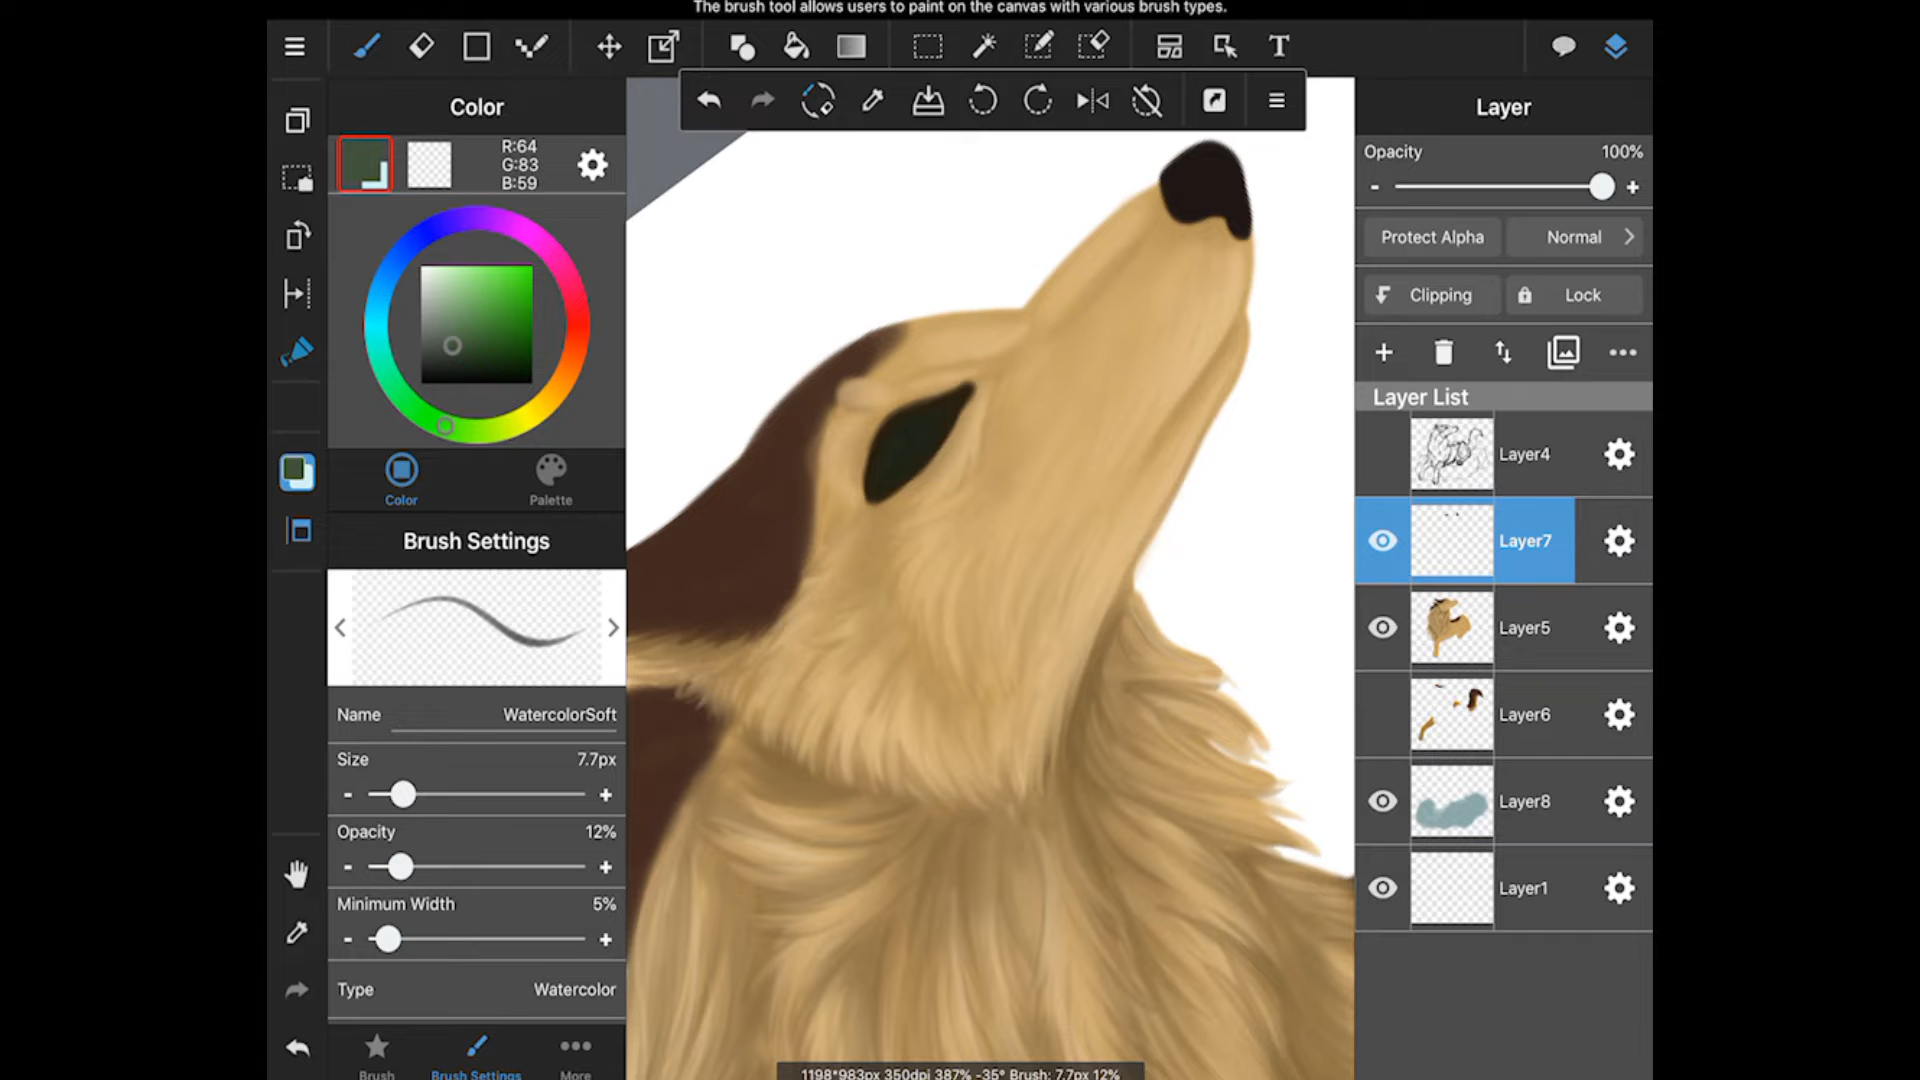 The brush tool allows users to paint on the canvas with various brush types.
T
Color
R:64
G:83
B:59
Color
Palette
Brush Settings
Name WatercolorSoft
Size 7.7px
- +
Opacity 12%
- +
Minimum Width 5%
- +
Type Watercolor
Brush
Brush Settings
More
1198*983px 350dpi 387% -35° Brush: 7.7px 12%
Layer
Opacity 100%
- +
Protect Alpha
Normal
Clipping
Lock
Layer List
Layer4
Layer7
Layer5
Layer6
Layer8
Layer1